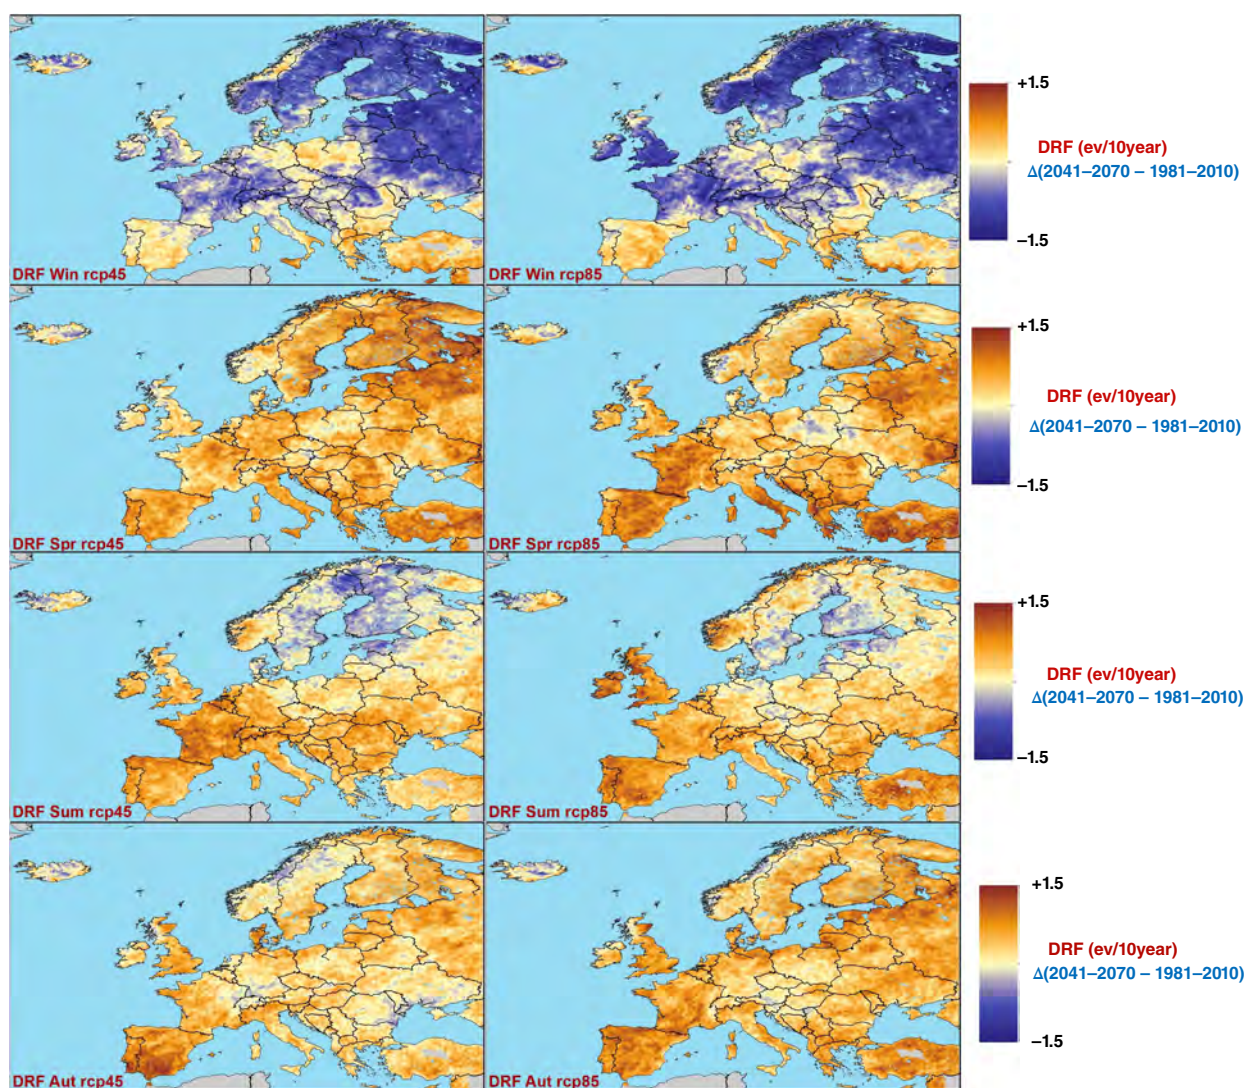 +1.5
DRF (ev/10year)
Δ(2041–2070 – 1981–2010)
–1.5
DRF Win rcp45
DRF Win rcp85
+1.5
DRF (ev/10year)
Δ(2041–2070 – 1981–2010)
–1.5
DRF Spr rcp45
DRF Spr rcp85
+1.5
DRF (ev/10year)
Δ(2041–2070 – 1981–2010)
–1.5
DRF Sum rcp45
DRF Sum rcp85
+1.5
DRF (ev/10year)
Δ(2041–2070 – 1981–2010)
–1.5
DRF Aut rcp45
DRF Aut rcp85